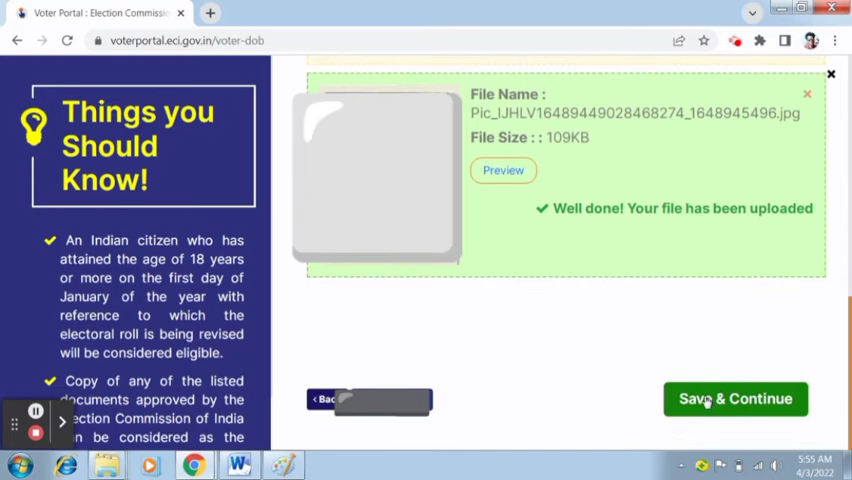 Voter Portal : Election Commissi
voterportal.eci.gov.in/voter-dob
Things you
Should
Know!
An Indian citizen who has
attained the age of 18 years
or more on the first day of
January of the year with
reference to which the
electoral roll is being revised
will be considered eligible.
Copy of any of the listed
documents approved by the
Election Commission of India
can be considered as the
File Name :
Pic_IJHLV16489449028468274_1648945496.jpg
File Size : : 109KB
Preview
Well done! Your file has been uploaded
Bac
Save & Continue
5:55 AM
4/3/2022